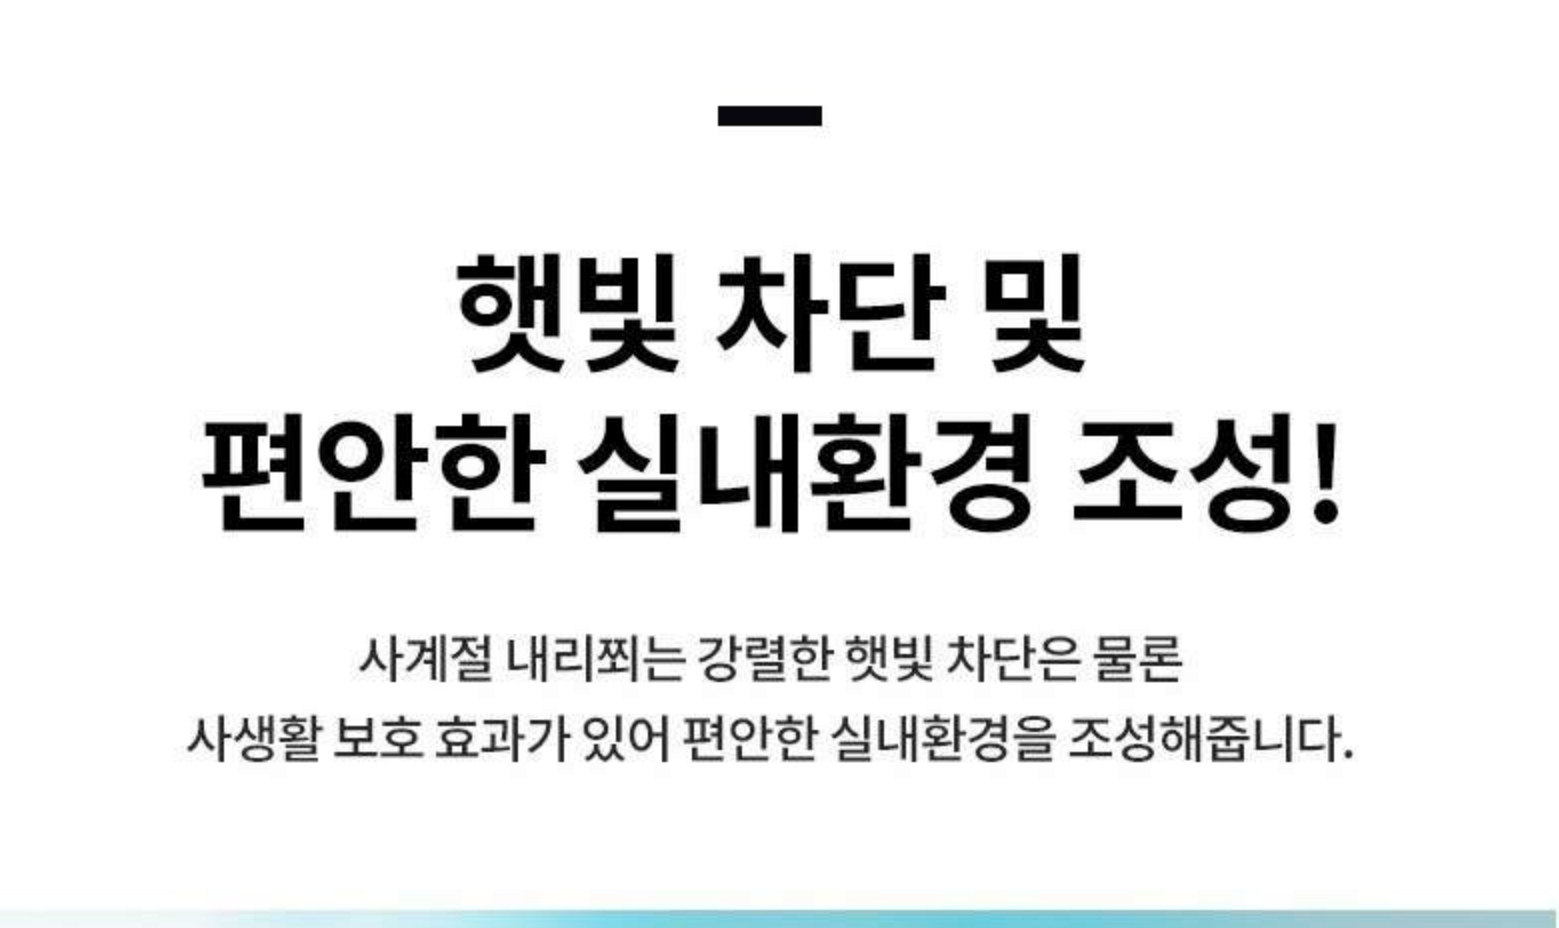 햇빛 차단 및
편안한 실내환경 조성!
사계절 내리쬐는 강렬한 햇빛 차단은 물론
사생활 보호 효과가 있어 편안한 실내환경을 조성해줍니다.